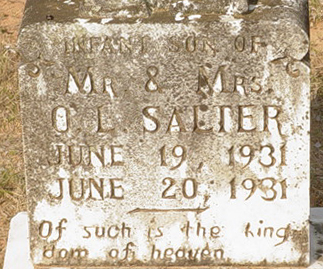 INFANT SON OF
MR & MRS.
O. L. SALTER
JUNE 19, 1931
JUNE 20, 1931
Of such is the king
dom of heaven